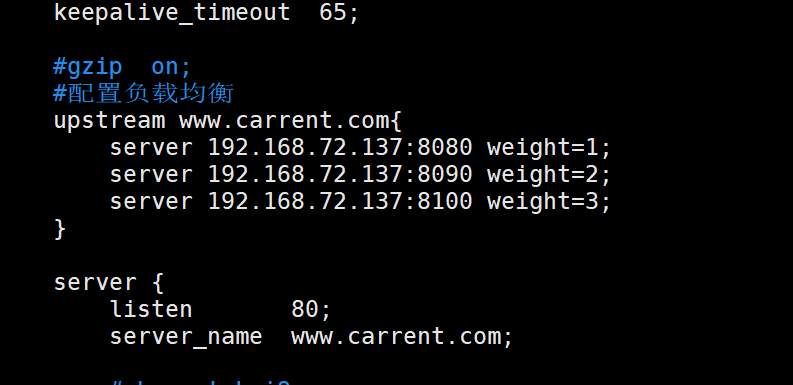 keepalive_timeout  65;
#gzip  on;
#配置负载均衡
upstream www.carrent.com{
server 192.168.72.137:8080 weight=1;
server 192.168.72.137:8090 weight=2;
server 192.168.72.137:8100 weight=3;
}
server {
listen       80;
server_name  www.carrent.com;